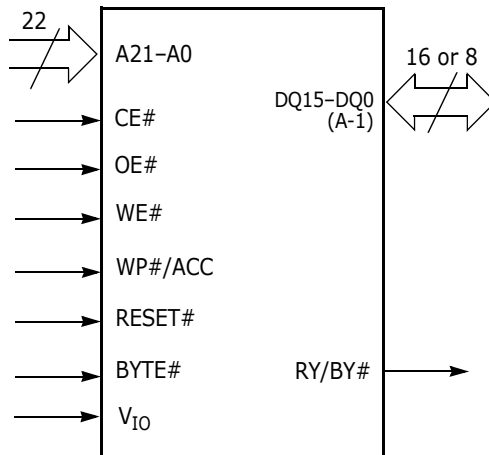 22
A21–A0
16 or 8
DQ15–DQ0
(A-1)
CE#
OE#
WE#
WP#/ACC
RESET#
BYTE#
RY/BY#
VIO